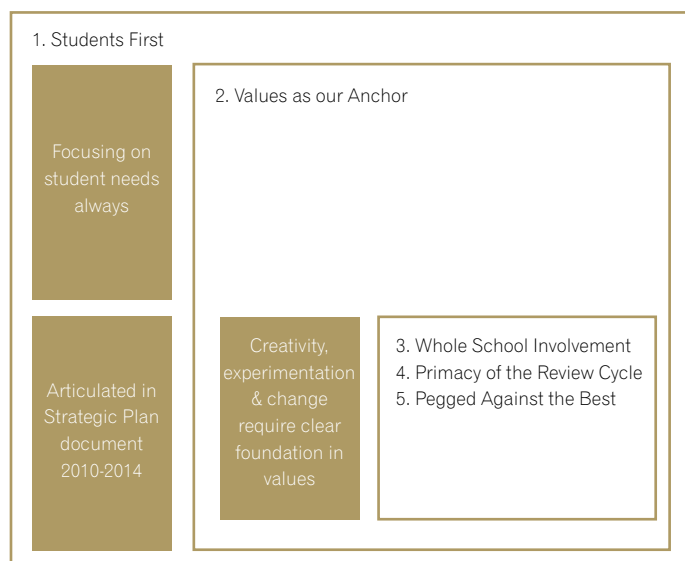 1. Students First
Focusing on
student needs
always
2. Values as our Anchor
Articulated in
Strategic Plan
document
2010-2014
Creativity,
experimentation
& change
require clear
foundation in
values
3. Whole School Involvement
4. Primacy of the Review Cycle
5. Pegged Against the Best